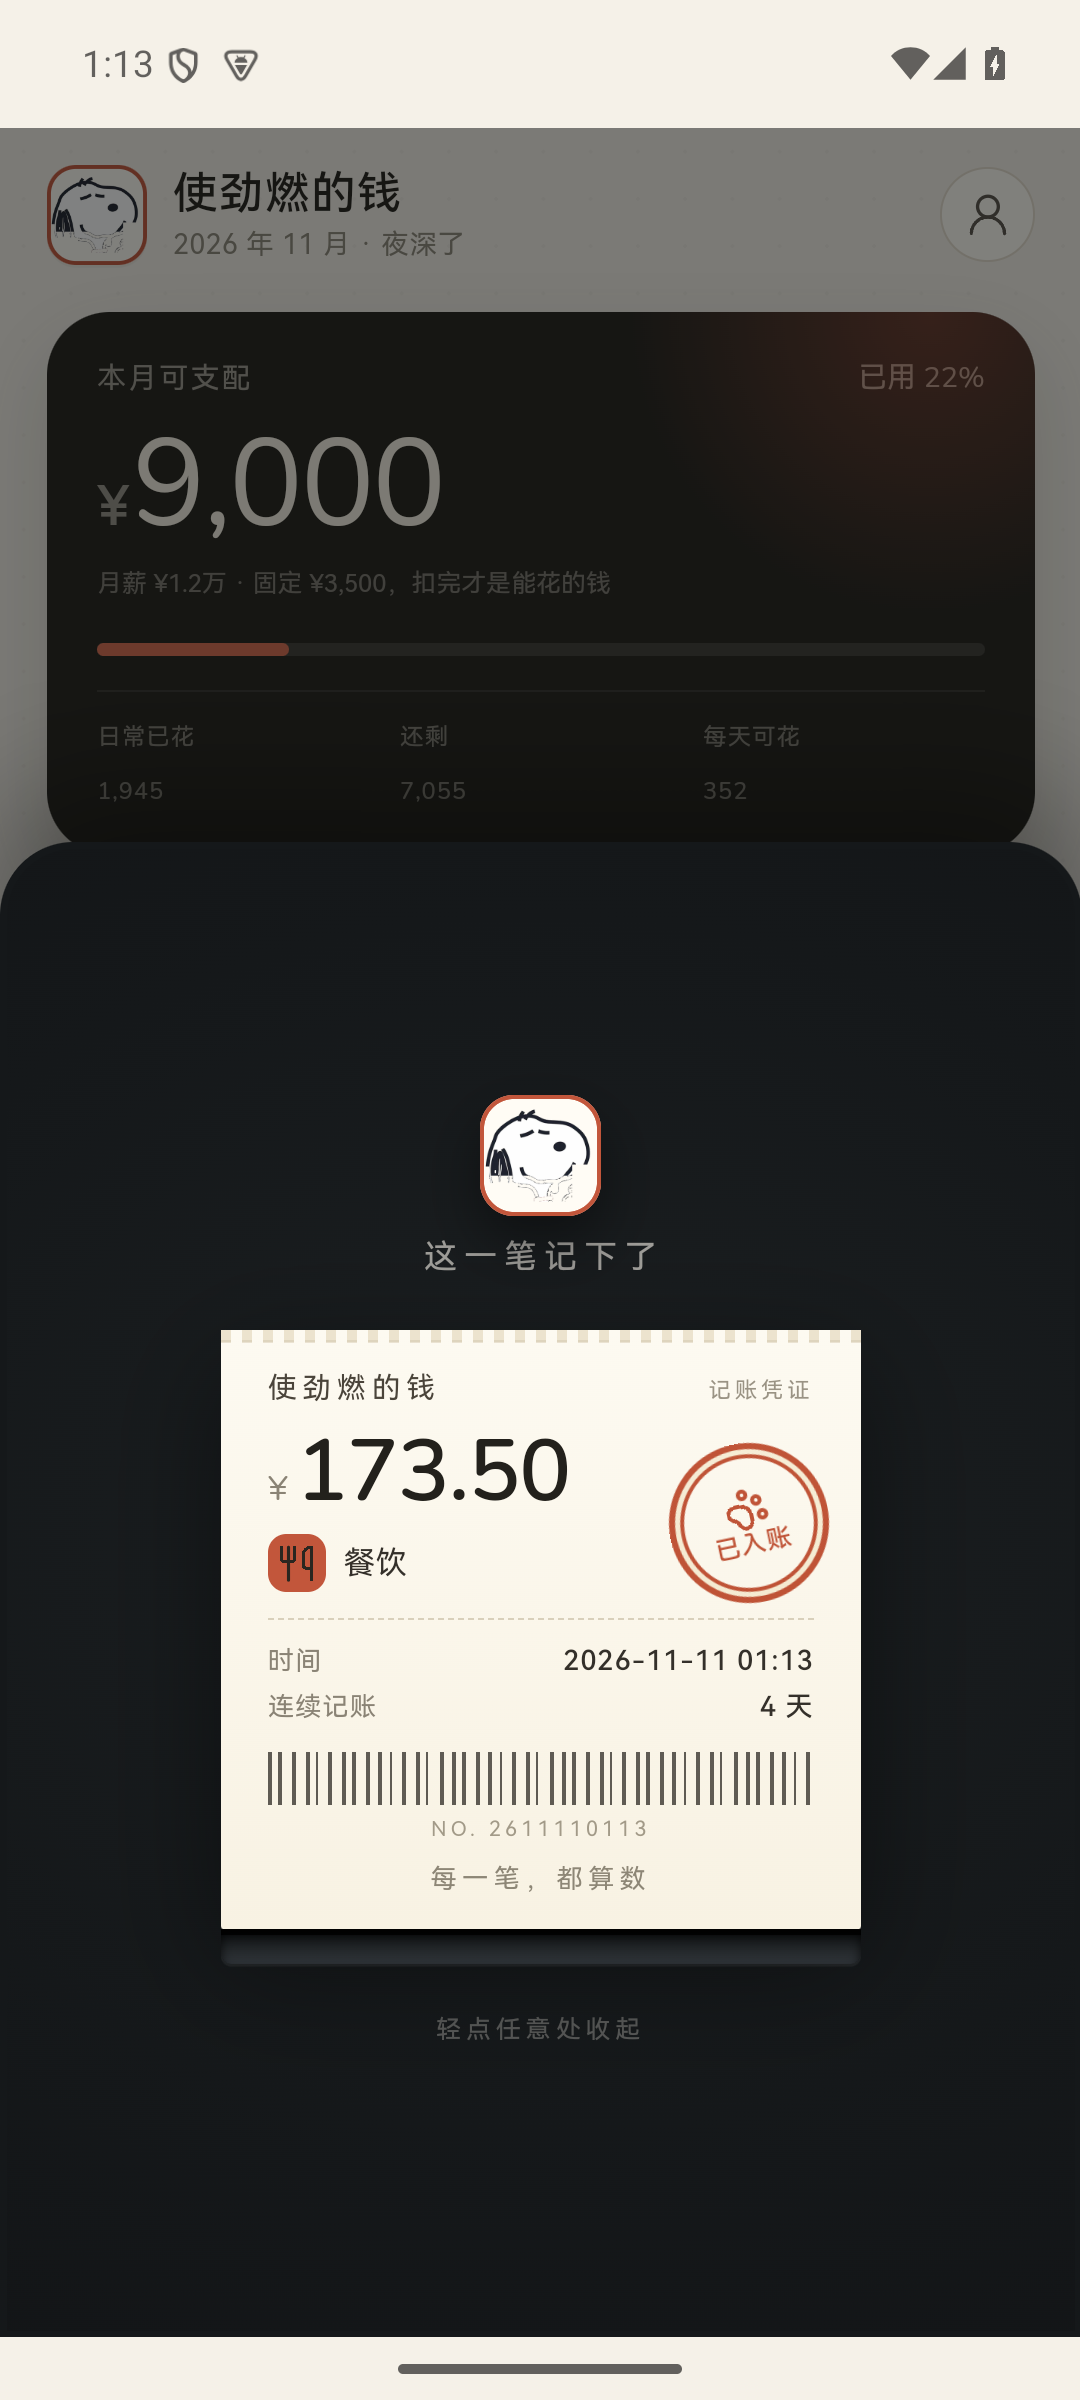 1:13
使劲燃的钱
2026 年 11 月 · 夜深了
本月可支配
已用 22%
¥9,000
月薪 ¥1.2万 · 固定 ¥3,500，扣完才是能花的钱
日常已花
还剩
每天可花
1,945
7,055
352
这一笔记下了
使劲燃的钱
记账凭证
¥ 173.50
已入账
餐饮
时间
2026-11-11 01:13
连续记账
4 天
NO. 2611110113
每一笔，都算数
轻点任意处收起